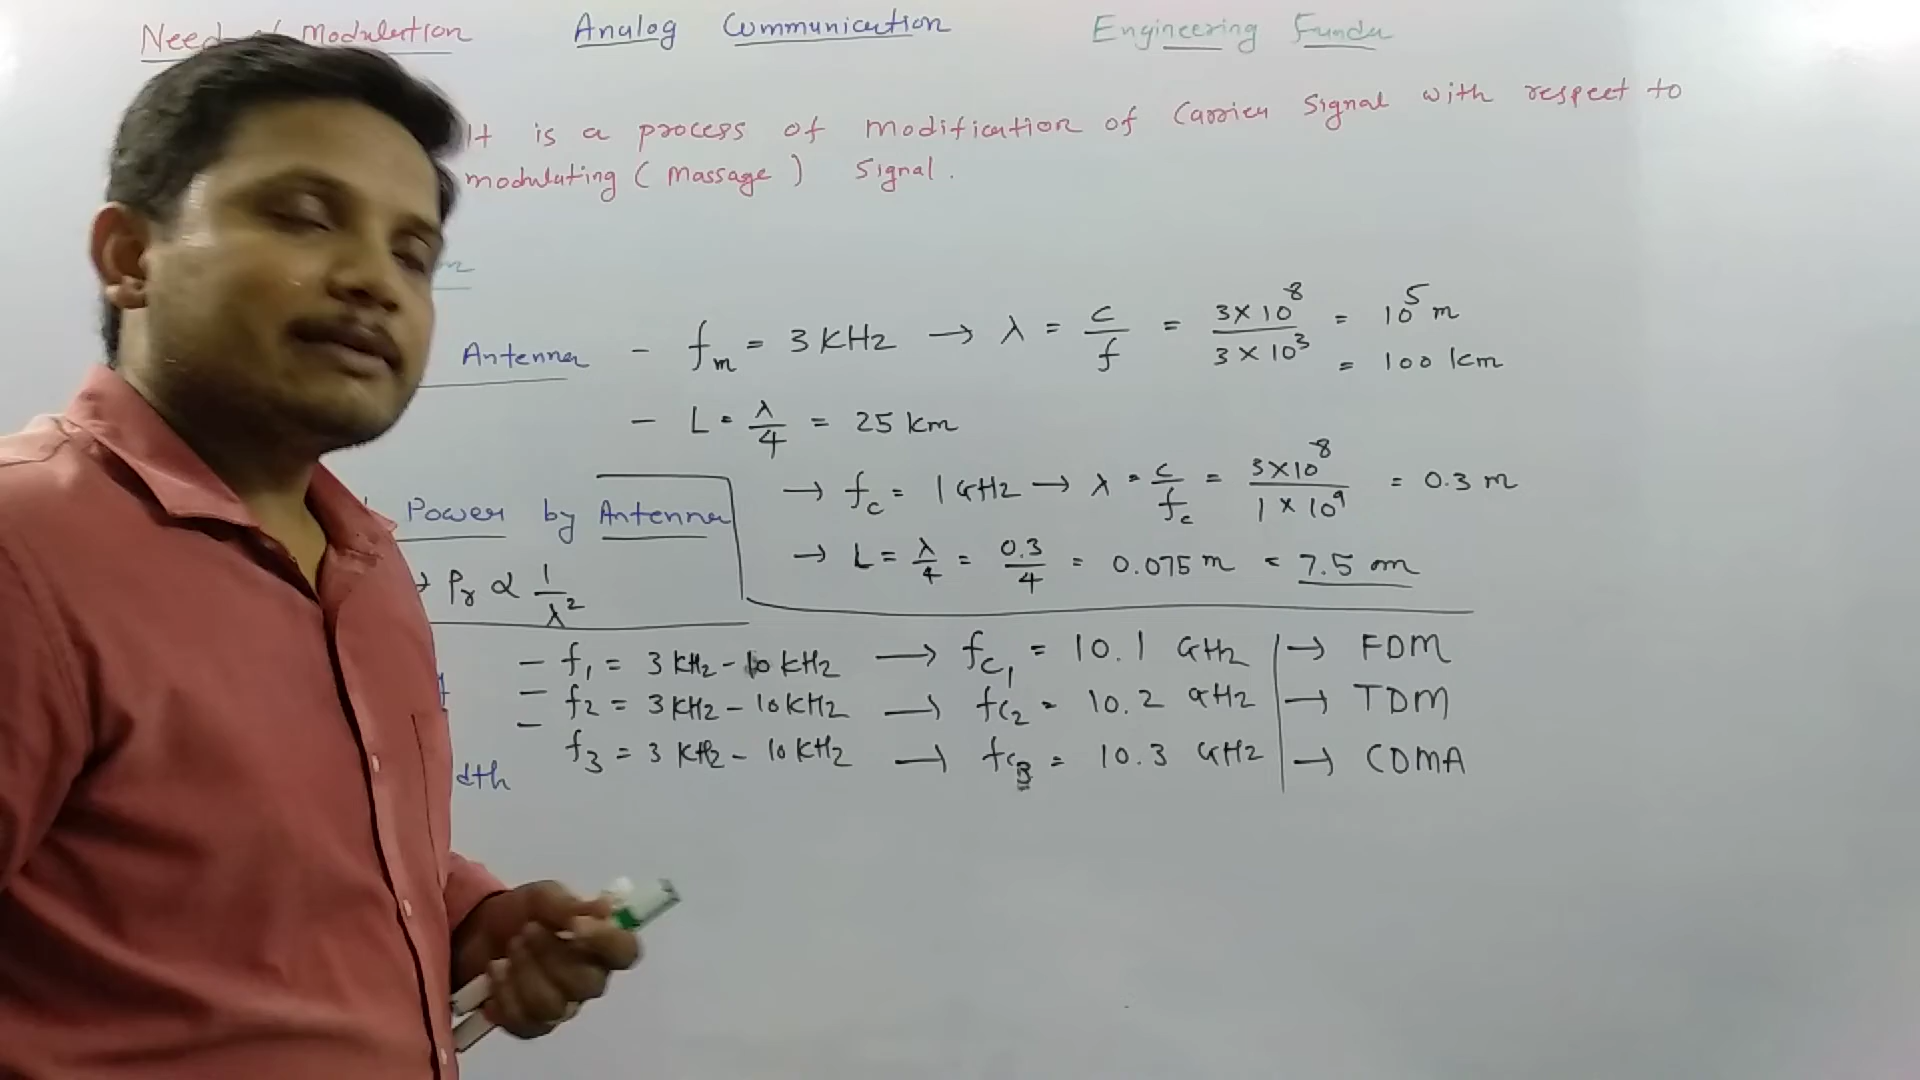 Need of Modulation Analog Communication Engineering Funda
It is a process of modification of Carrier Signal with respect to
modulating (Massage) Signal.
Antenna - fm = 3 KHz → λ = c/f = 3×10^8 / 3×10^3 = 10^5 m
= 100 km
- L = λ/4 = 25 km
→ fc = 1 GHz → λ = c/fc = 3×10^8 / 1×10^9 = 0.3 m
Power by Antenna
→ L = λ/4 = 0.3/4 = 0.075 m = 7.5 cm
→ Pr ∝ 1/λ^2
- f1 = 3 KHz - 10 KHz → fc1 = 10.1 GHz → FDM
- f2 = 3 KHz - 10 KHz → fc2 = 10.2 GHz → TDM
- f3 = 3 KHz - 10 KHz → fc3 = 10.3 GHz → CDMA
dth